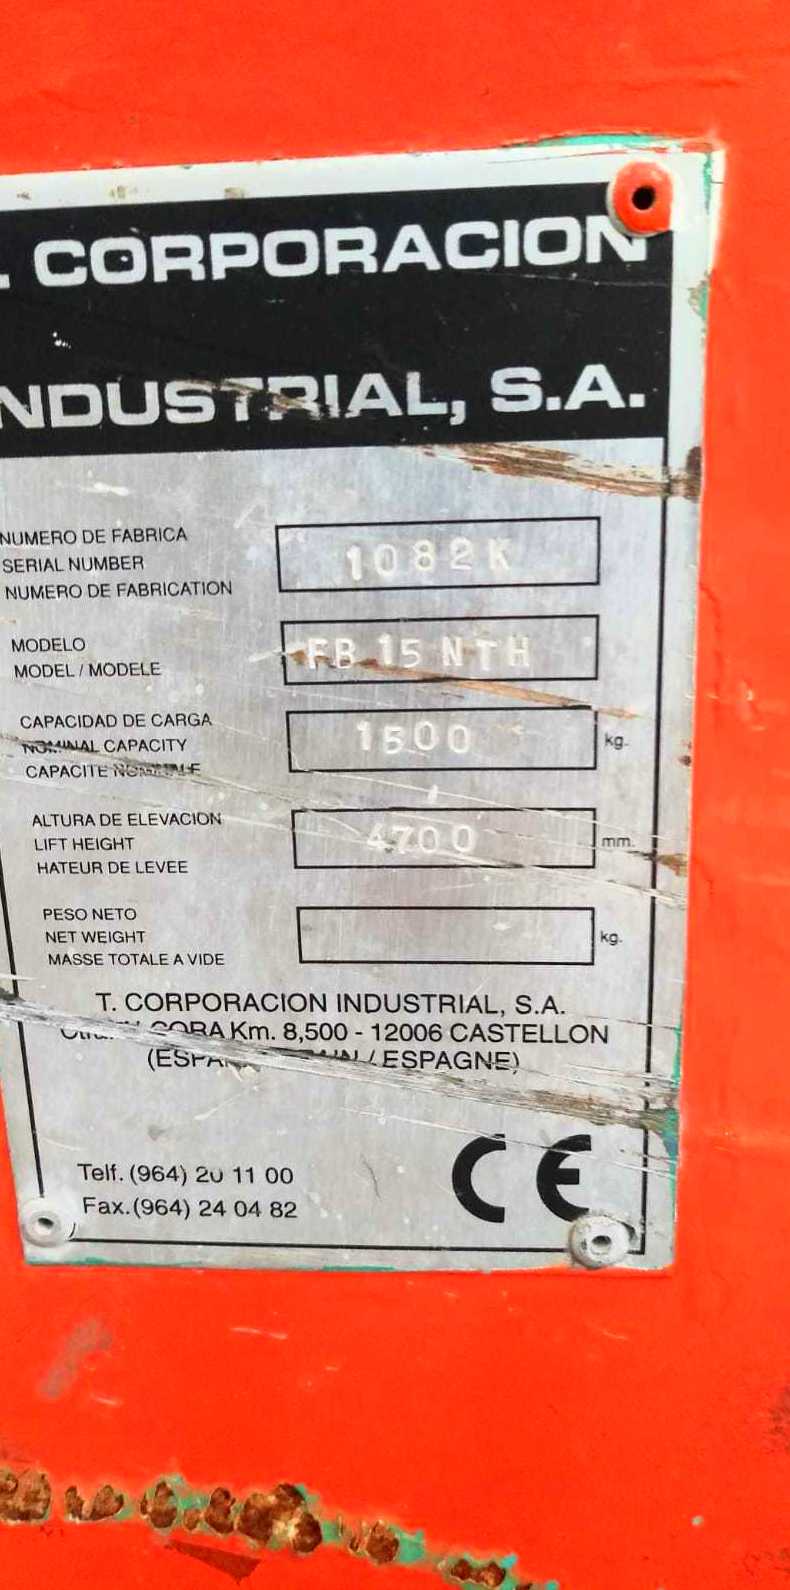 . CORPORACION
NDUSTRIAL, S.A.
NUMERO DE FABRICA
SERIAL NUMBER
NUMERO DE FABRICATION
1082K
MODELO
MODEL / MODELE
FB 15 NTH
CAPACIDAD DE CARGA
NOMINAL CAPACITY
CAPACITE NOMINALE
1500
kg.
ALTURA DE ELEVACION
LIFT HEIGHT
HATEUR DE LEVEE
4700
mm.
PESO NETO
NET WEIGHT
MASSE TOTALE A VIDE
kg.
T. CORPORACION INDUSTRIAL, S.A.
Km. 8,500 - 12006 CASTELLON
/ ESPAGNE)
Telf. (964) 20 11 00
Fax. (964) 24 04 82
CE